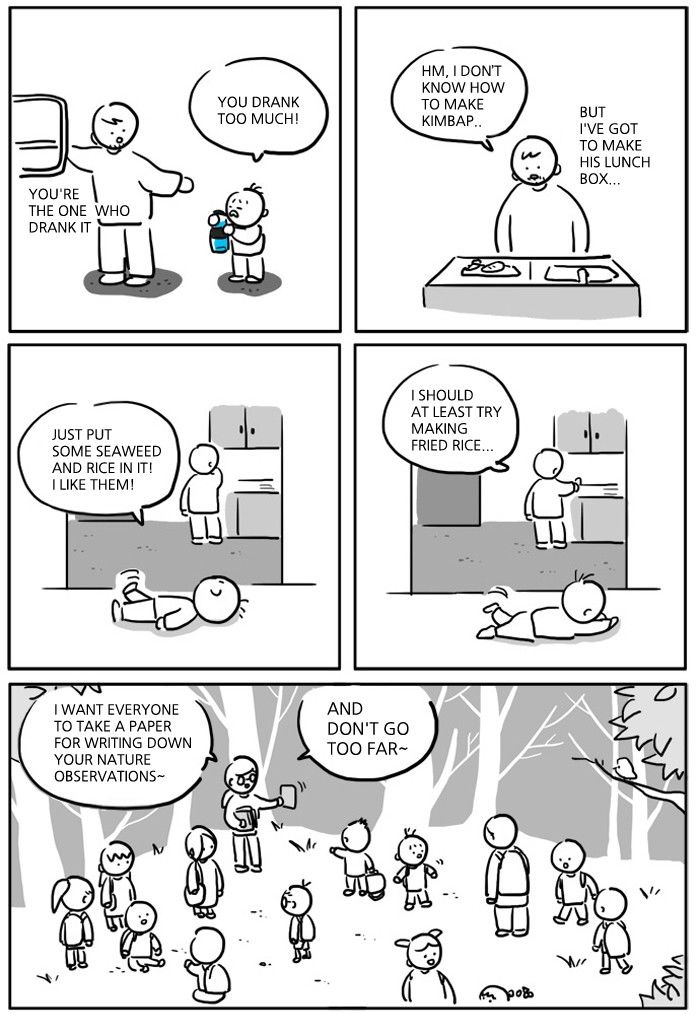 YOU DRANK
TOO MUCH!
YOU'RE
THE ONE WHO
DRANK IT
HM, I DON'T
KNOW HOW
TO MAKE
KIMBAP..
BUT
I'VE GOT
TO MAKE
HIS LUNCH
BOX...
JUST PUT
SOME SEAWEED
AND RICE IN IT!
I LIKE THEM!
I SHOULD
AT LEAST TRY
MAKING
FRIED RICE...
I WANT EVERYONE
TO TAKE A PAPER
FOR WRITING DOWN
YOUR NATURE
OBSERVATIONS~
AND
DON'T GO
TOO FAR~